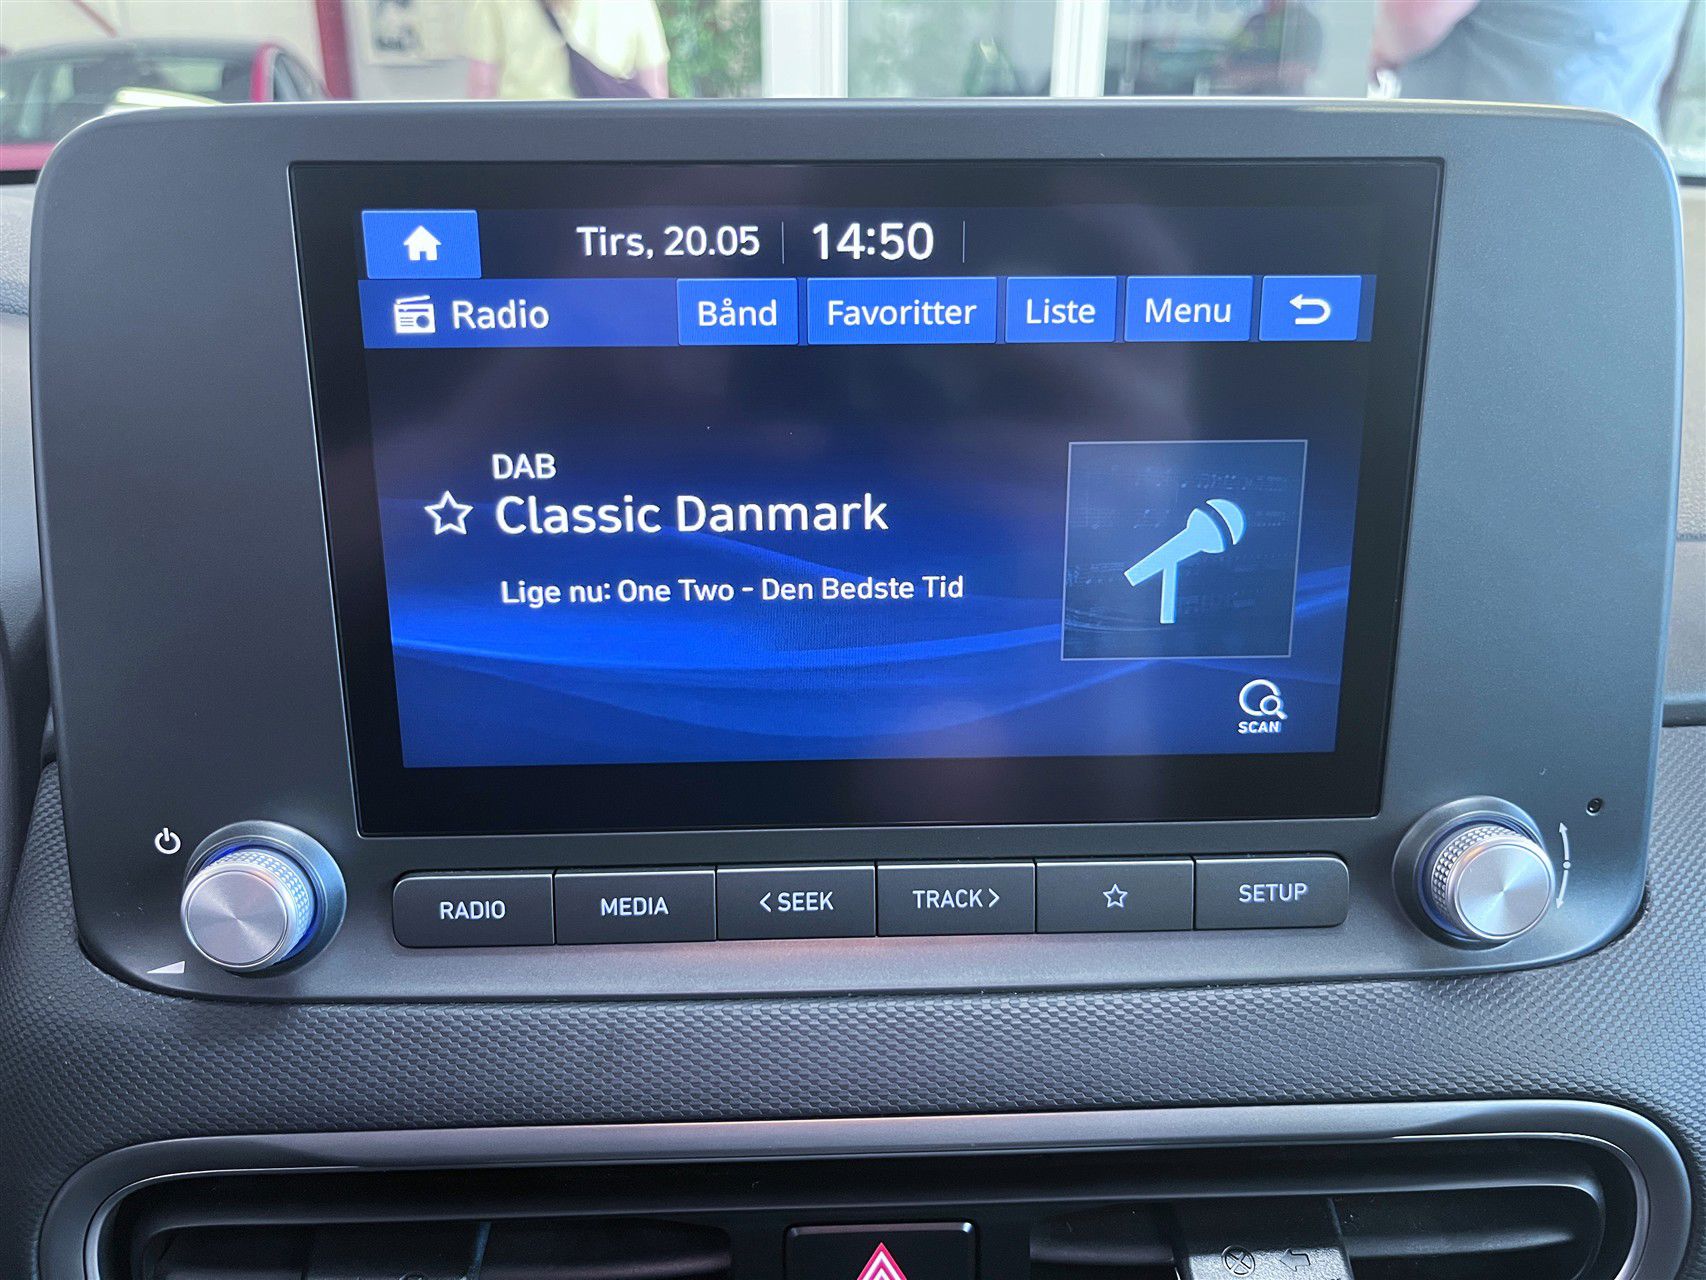 Tirs, 20.05 14:50
Radio Bånd Favoritter Liste Menu
DAB
Classic Danmark
Lige nu: One Two - Den Bedste Tid
SCAN
RADIO MEDIA < SEEK TRACK > SETUP